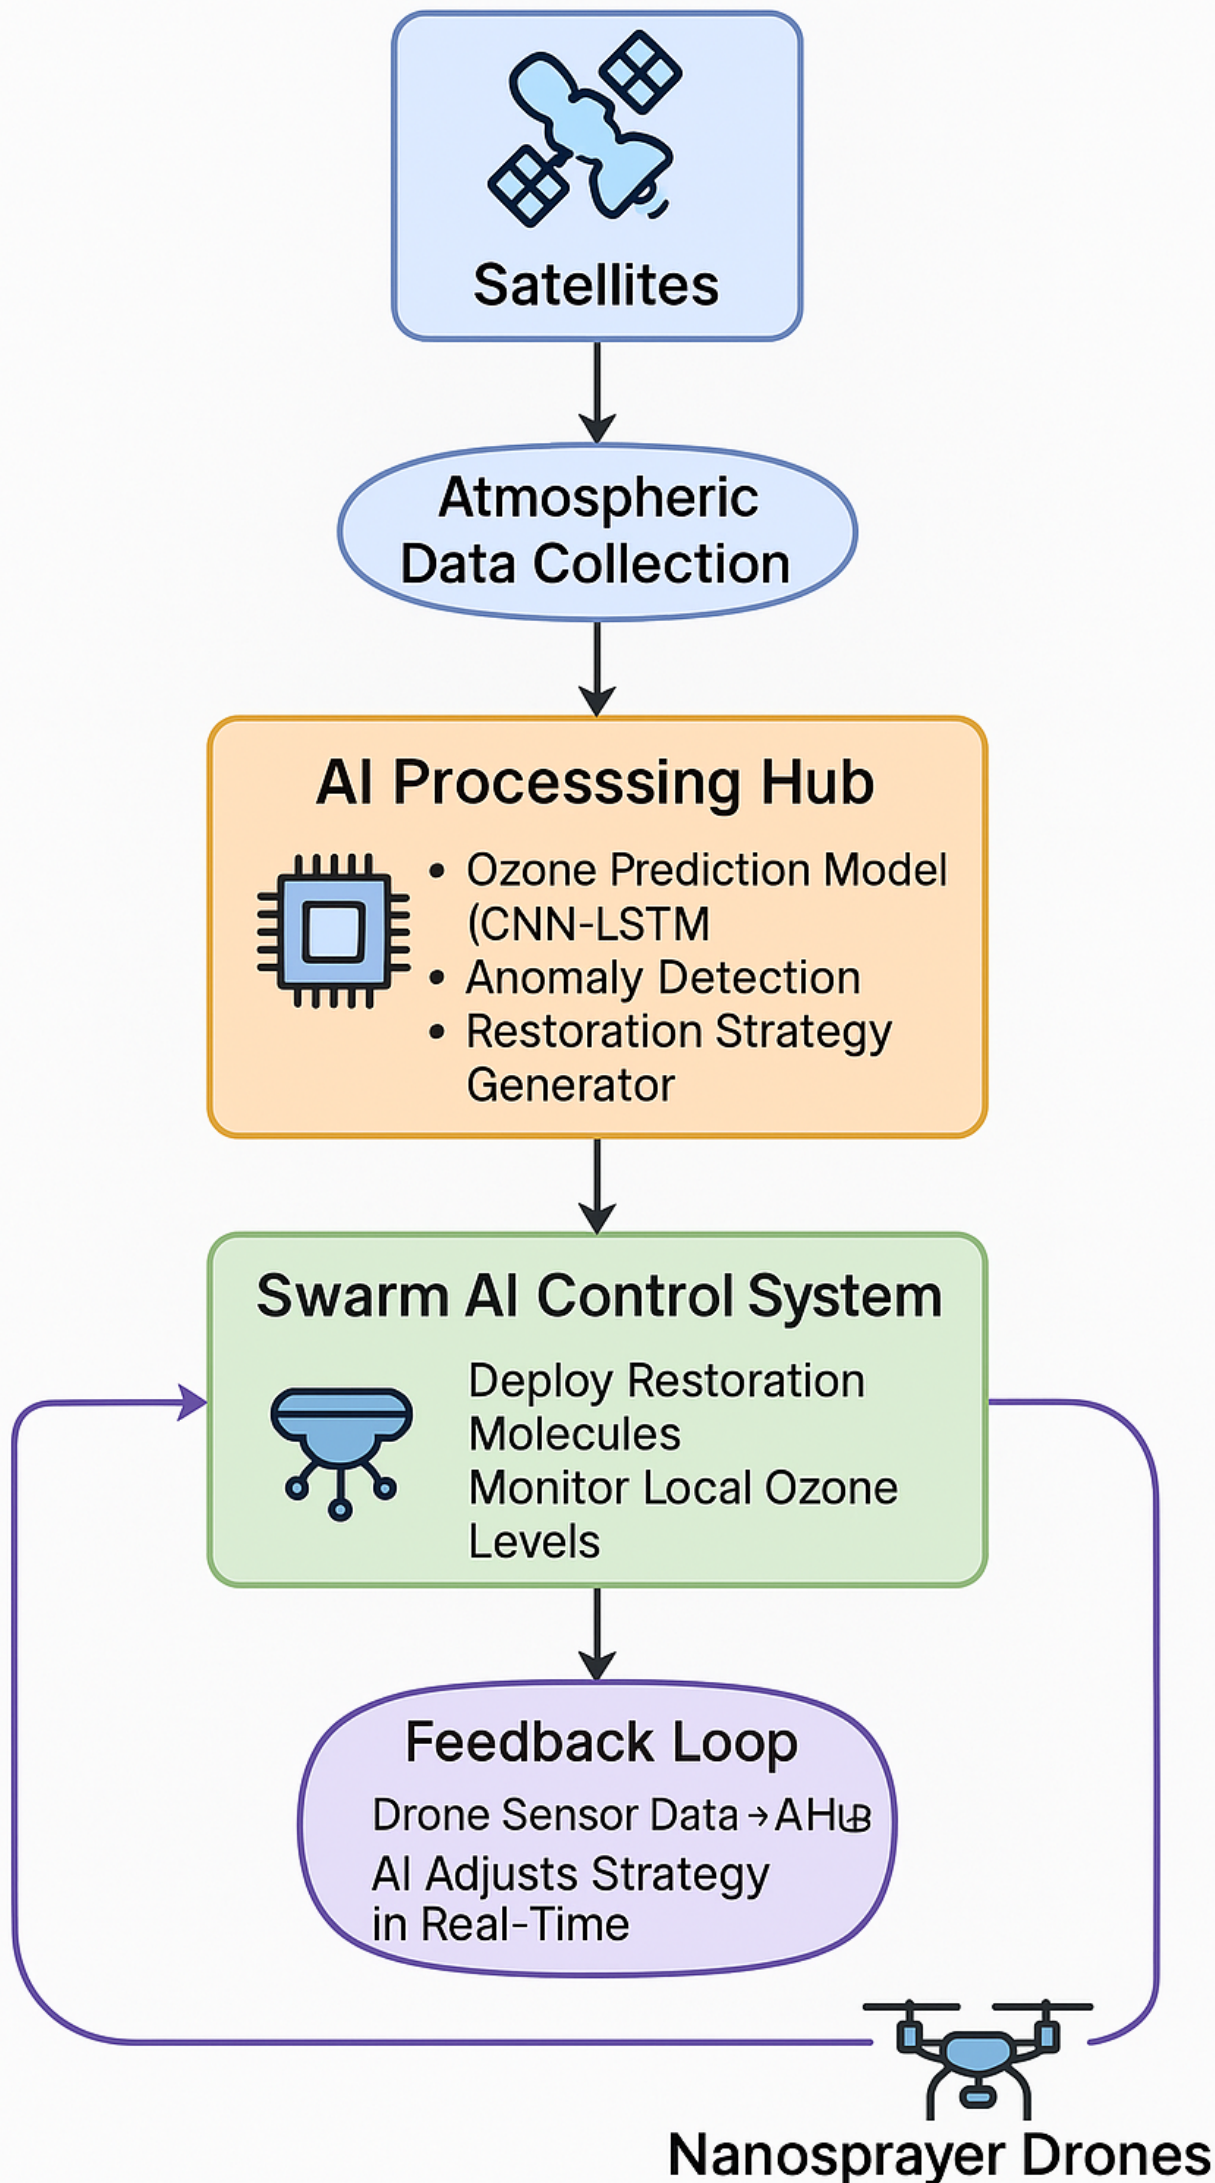 Satellites
Atmospheric
Data Collection
AI Processsing Hub
• Ozone Prediction Model
(CNN-LSTM
• Anomaly Detection
• Restoration Strategy
Generator
Swarm AI Control System
Deploy Restoration
Molecules
Monitor Local Ozone
Levels
Feedback Loop
Drone Sensor Data →
AI Adjusts Strategy
in Real-Time
Nanosprayer Drones